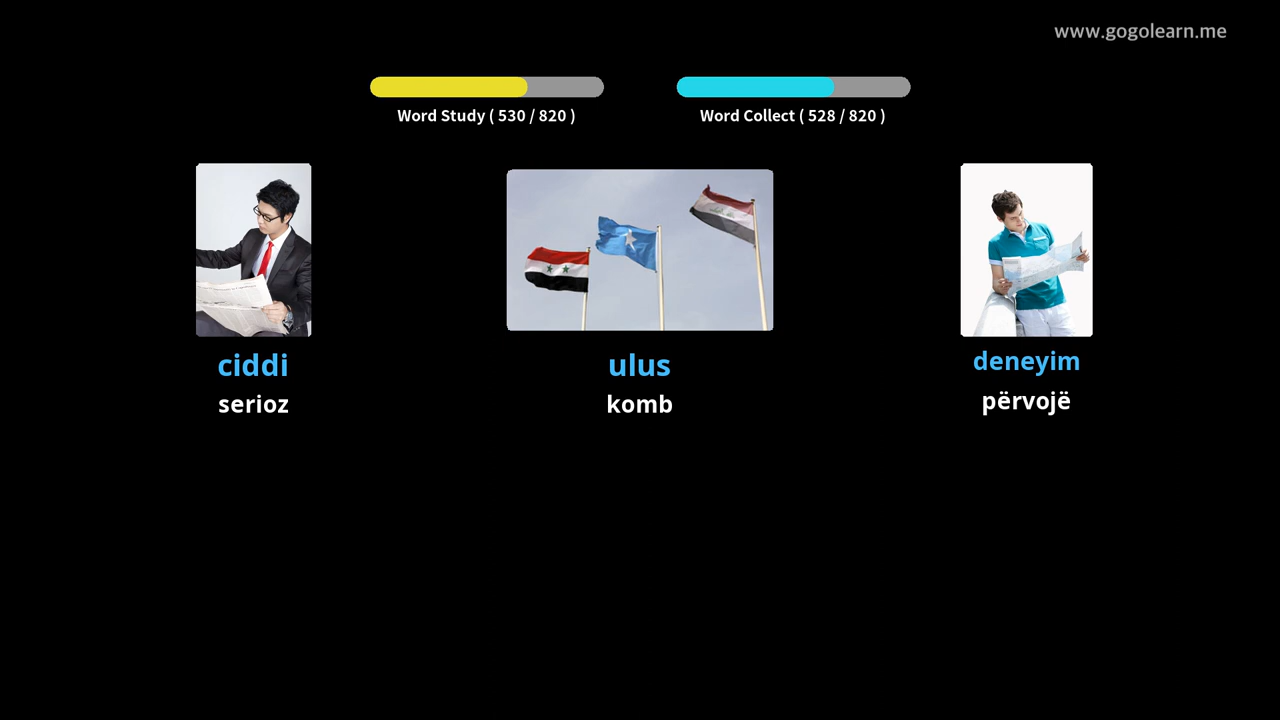 www.gogolearn.me
Word Study ( 530 / 820 )
Word Collect ( 528 / 820 )
ciddi
serioz
ulus
komb
deneyim
përvojë